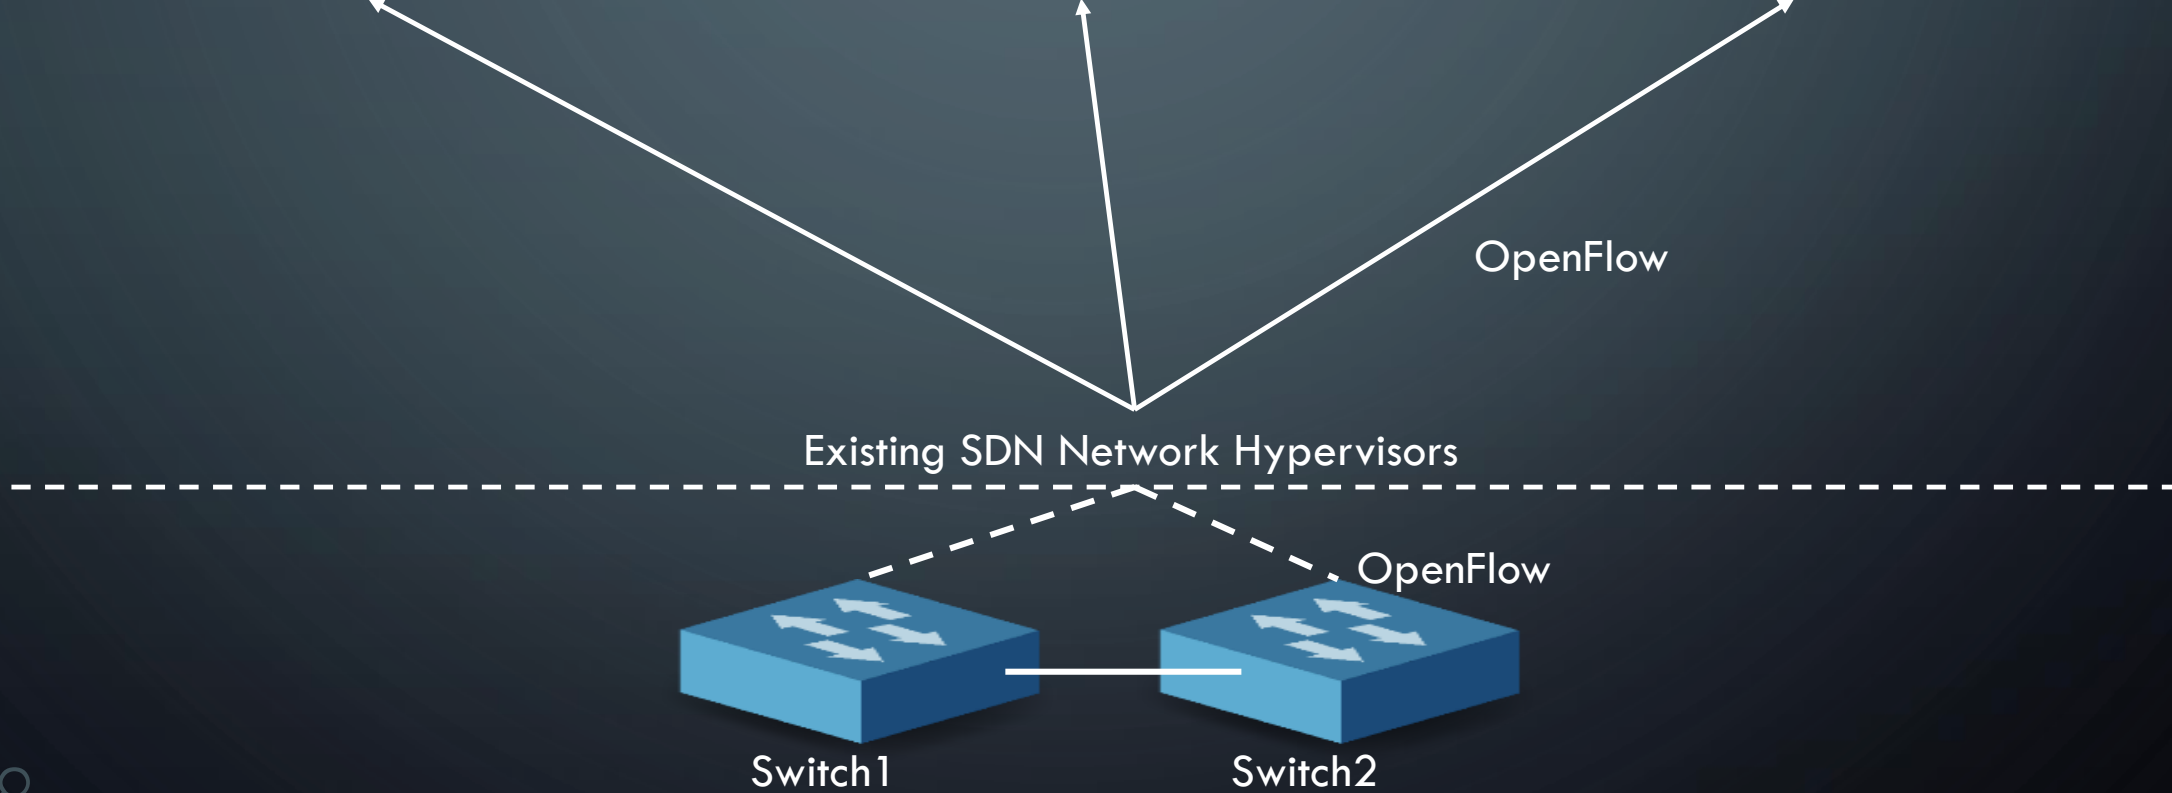 OpenFlow
Existing SDN Network Hypervisors
OpenFlow
Switch1
Switch2